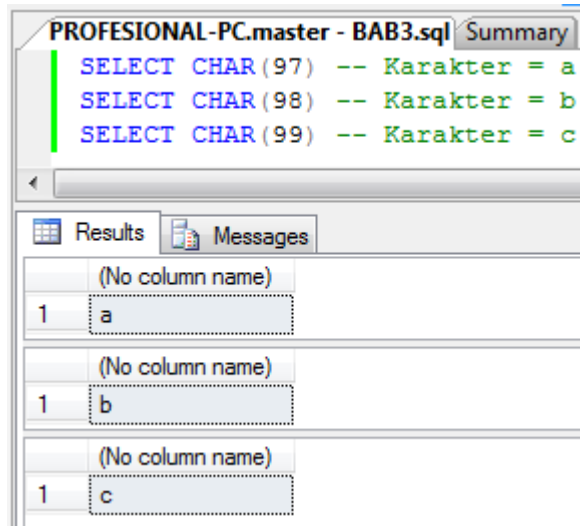 PROFESIONAL-PC.master - BAB3.sql Summary
SELECT CHAR(97) -- Karakter = a
SELECT CHAR(98) -- Karakter = b
SELECT CHAR(99) -- Karakter = c
Results Messages
(No column name)
1 a
(No column name)
1 b
(No column name)
1 c